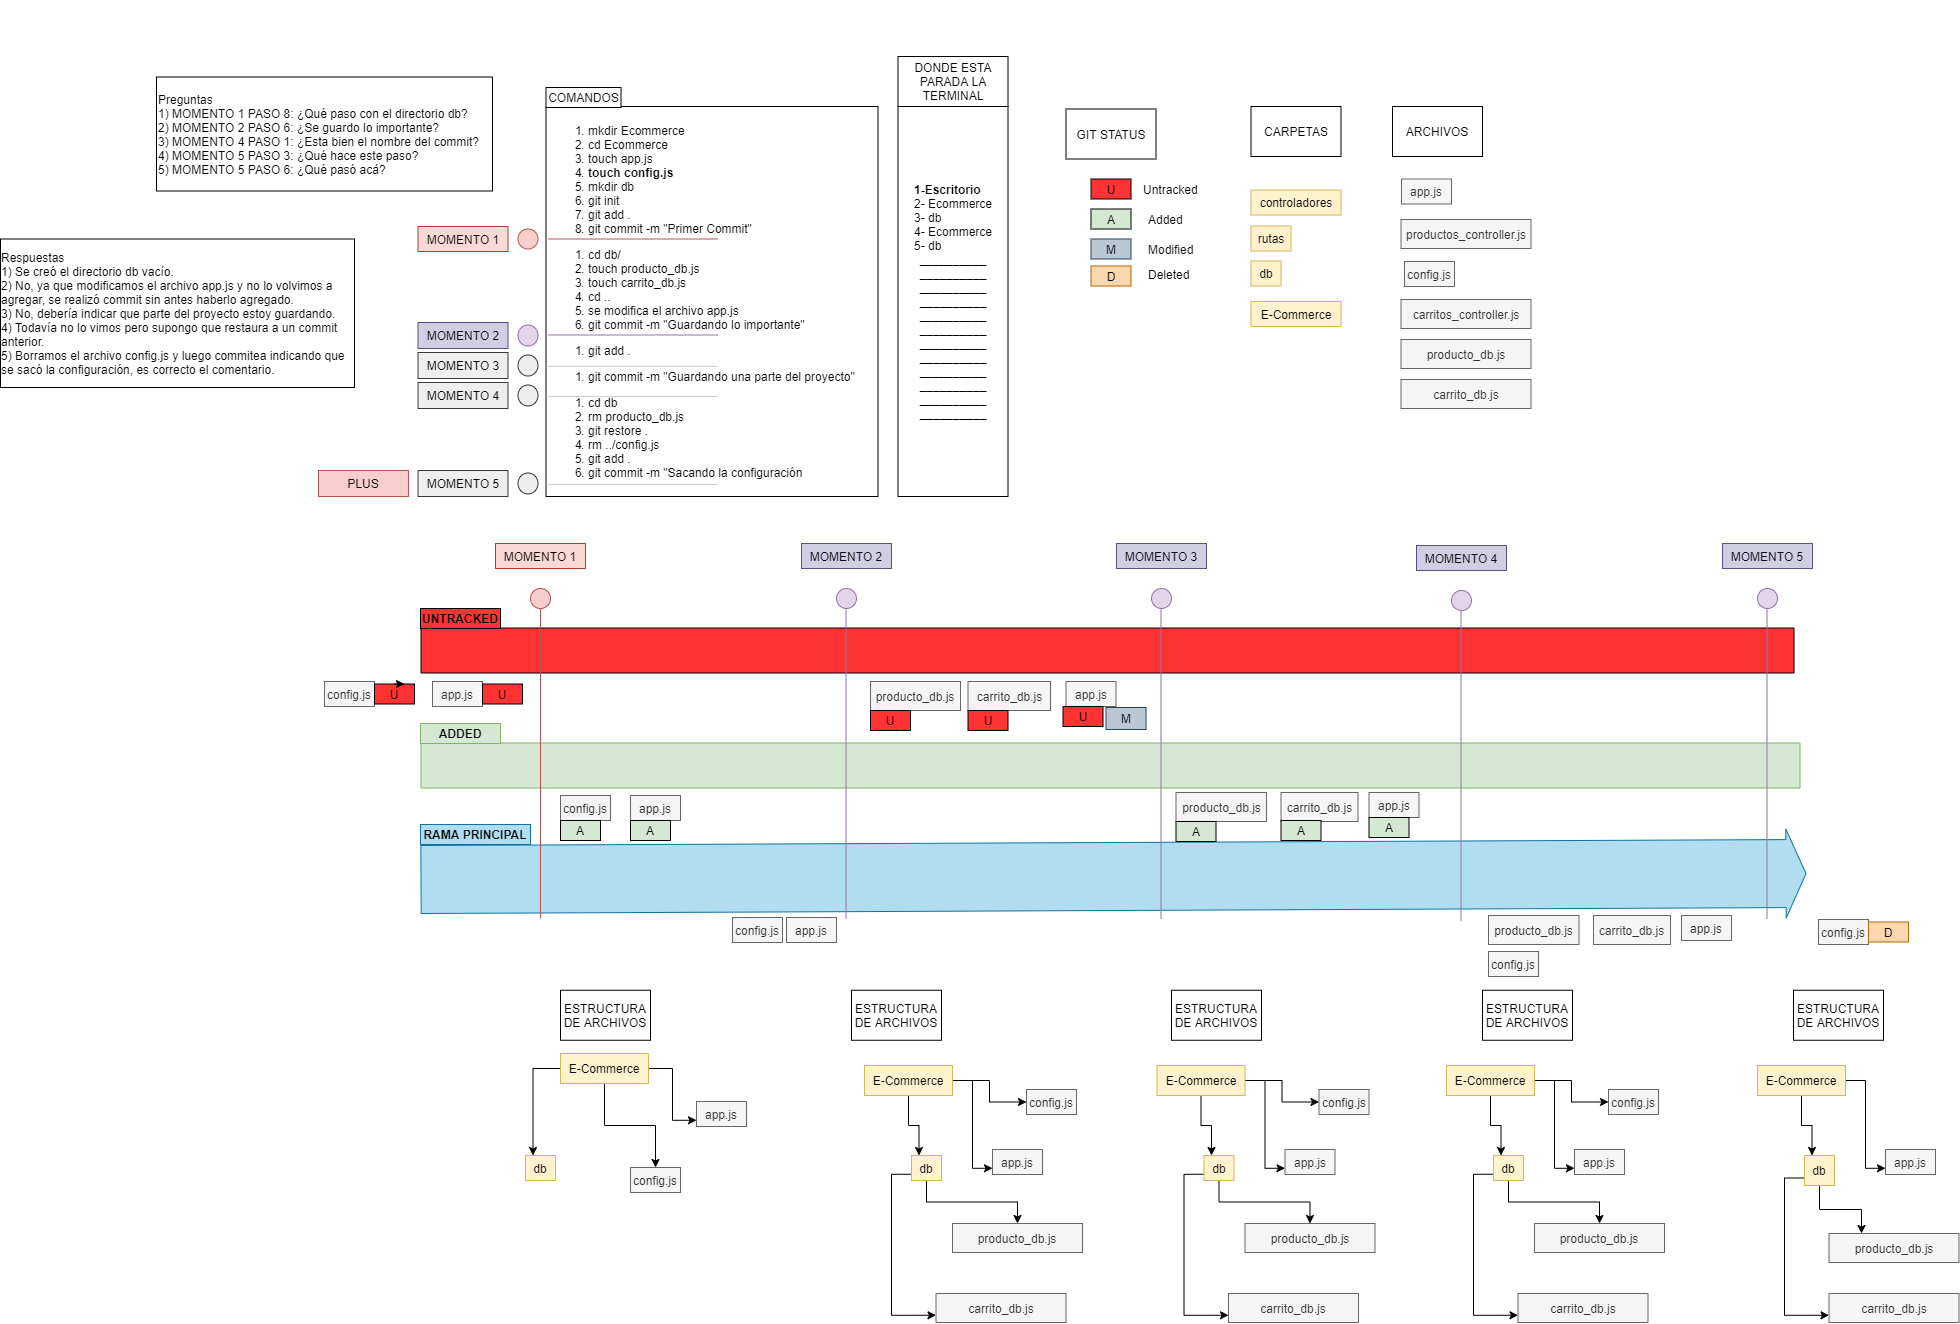 Preguntas
1) MOMENTO 1 PASO 8: ¿Qué paso con el directorio db?
2) MOMENTO 2 PASO 6: ¿Se guardo lo importante?
3) MOMENTO 4 PASO 1: ¿Esta bien el nombre del commit?
4) MOMENTO 5 PASO 3: ¿Qué hace este paso?
5) MOMENTO 5 PASO 6: ¿Qué pasó acá?
Respuestas
1) Se creó el directorio db vacío.
2) No, ya que modificamos el archivo app.js y no lo volvimos a
agregar, se realizó commit sin antes haberlo agregado.
3) No, debería indicar que parte del proyecto estoy guardando.
4) Todavía no lo vimos pero supongo que restaura a un commit
anterior.
5) Borramos el archivo config.js y luego commitea indicando que
se sacó la configuración, es correcto el comentario.
MOMENTO 1
MOMENTO 2
MOMENTO 3
MOMENTO 4
PLUS
MOMENTO 5
COMANDOS
1. mkdir Ecommerce
2. cd Ecommerce
3. touch app.js
4. touch config.js
5. mkdir db
6. git init
7. git add .
8. git commit -m "Primer Commit"
1. cd db/
2. touch producto_db.js
3. touch carrito_db.js
4. cd ..
5. se modifica el archivo app.js
6. git commit -m "Guardando lo importante"
1. git add .
1. git commit -m "Guardando una parte del proyecto"
1. cd db
2. rm producto_db.js
3. git restore .
4. rm ../config.js
5. git add .
6. git commit -m "Sacando la configuración
DONDE ESTA
PARADA LA
TERMINAL
1-Escritorio
2- Ecommerce
3- db
4- Ecommerce
5- db
GIT STATUS
U Untracked
A Added
M Modified
D Deleted
CARPETAS
controladores
rutas
db
E-Commerce
ARCHIVOS
app.js
productos_controller.js
config.js
carritos_controller.js
producto_db.js
carrito_db.js
MOMENTO 1
MOMENTO 2
MOMENTO 3
MOMENTO 4
MOMENTO 5
UNTRACKED
config.js U
app.js U
producto_db.js
U
carrito_db.js
U
app.js
U M
ADDED
config.js
A
app.js
A
producto_db.js
A
carrito_db.js
A
app.js
A
RAMA PRINCIPAL
config.js
app.js
producto_db.js
carrito_db.js
app.js
config.js
config.js D
ESTRUCTURA
DE ARCHIVOS
E-Commerce
app.js
db
config.js
ESTRUCTURA
DE ARCHIVOS
E-Commerce
config.js
app.js
db
producto_db.js
carrito_db.js
ESTRUCTURA
DE ARCHIVOS
E-Commerce
config.js
app.js
db
producto_db.js
carrito_db.js
ESTRUCTURA
DE ARCHIVOS
E-Commerce
config.js
app.js
db
producto_db.js
carrito_db.js
ESTRUCTURA
DE ARCHIVOS
E-Commerce
app.js
db
producto_db.js
carrito_db.js